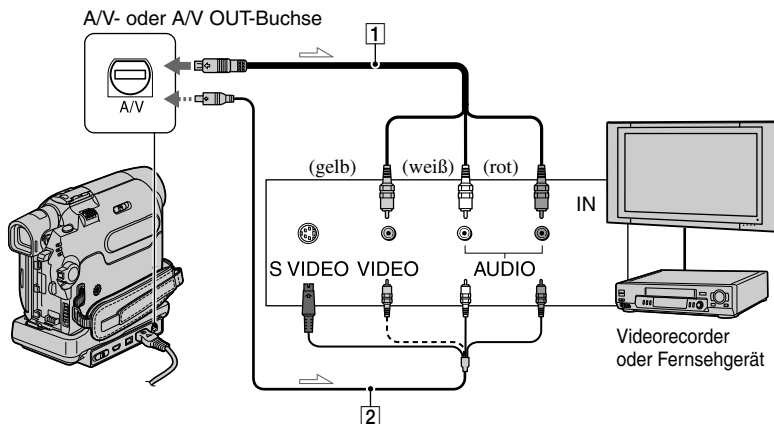 A/V- oder A/V OUT-Buchse
A/V
1
(gelb) (weiß) (rot)
IN
S VIDEO VIDEO AUDIO
Videorecorder
oder Fernsehgerät
2